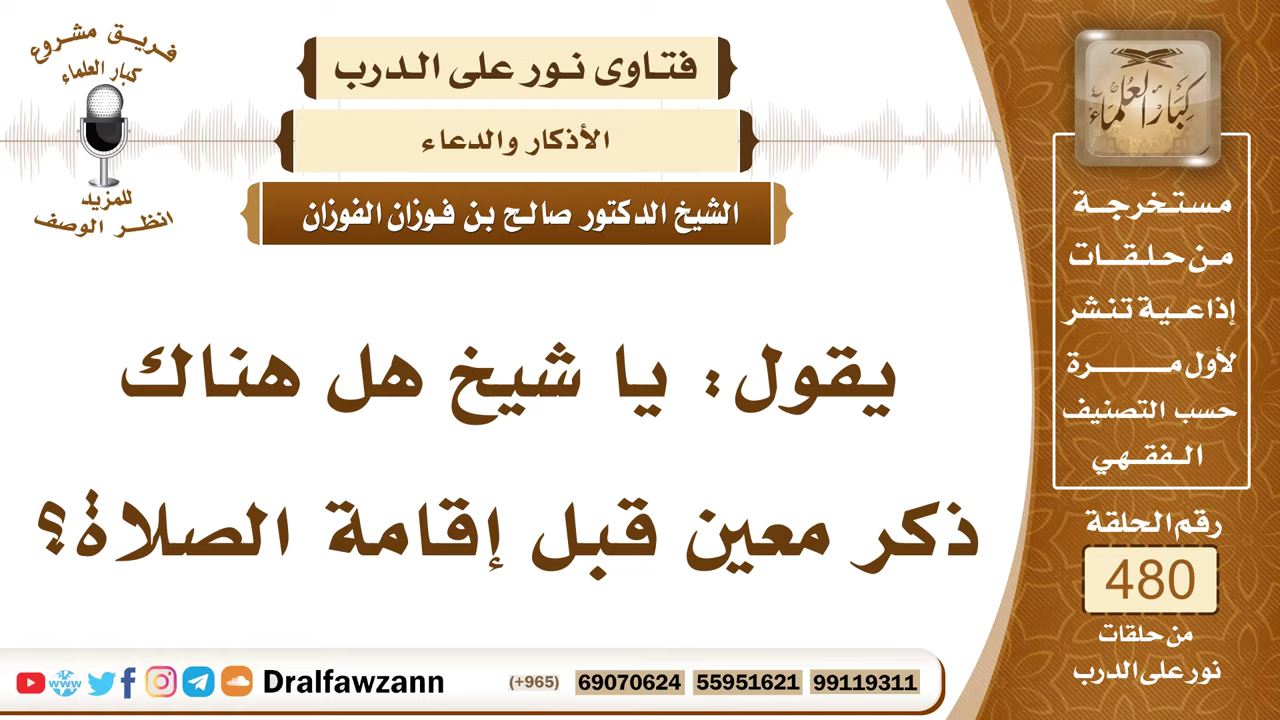 فريق مشروع
كبار العلماء
للمزيد
انظر الوصف
فتاوى نور على الدرب
الأذكار والدعاء
الشيخ الدكتور صالح بن فوزان الفوزان
يقول: يا شيخ هل هناك
ذكر معين قبل إقامة الصلاة؟
كبار العلماء
مستخرجة
من حلقات
إذاعية تنشر
لأول مرة
حسب التصنيف
الفقهي
رقم الحلقة
480
من حلقات
نور على الدرب
www
Dralfawzann (+965) 69070624 55951621 99119311